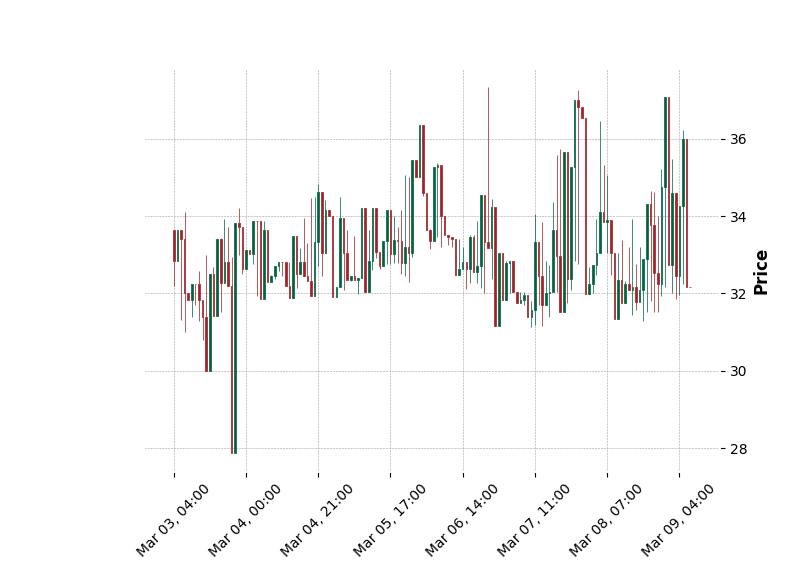 36
34
32
30
28
Price
Mar 03, 04:00
Mar 04, 00:00
Mar 04, 21:00
Mar 05, 17:00
Mar 06, 14:00
Mar 07, 11:00
Mar 08, 07:00
Mar 09, 04:00